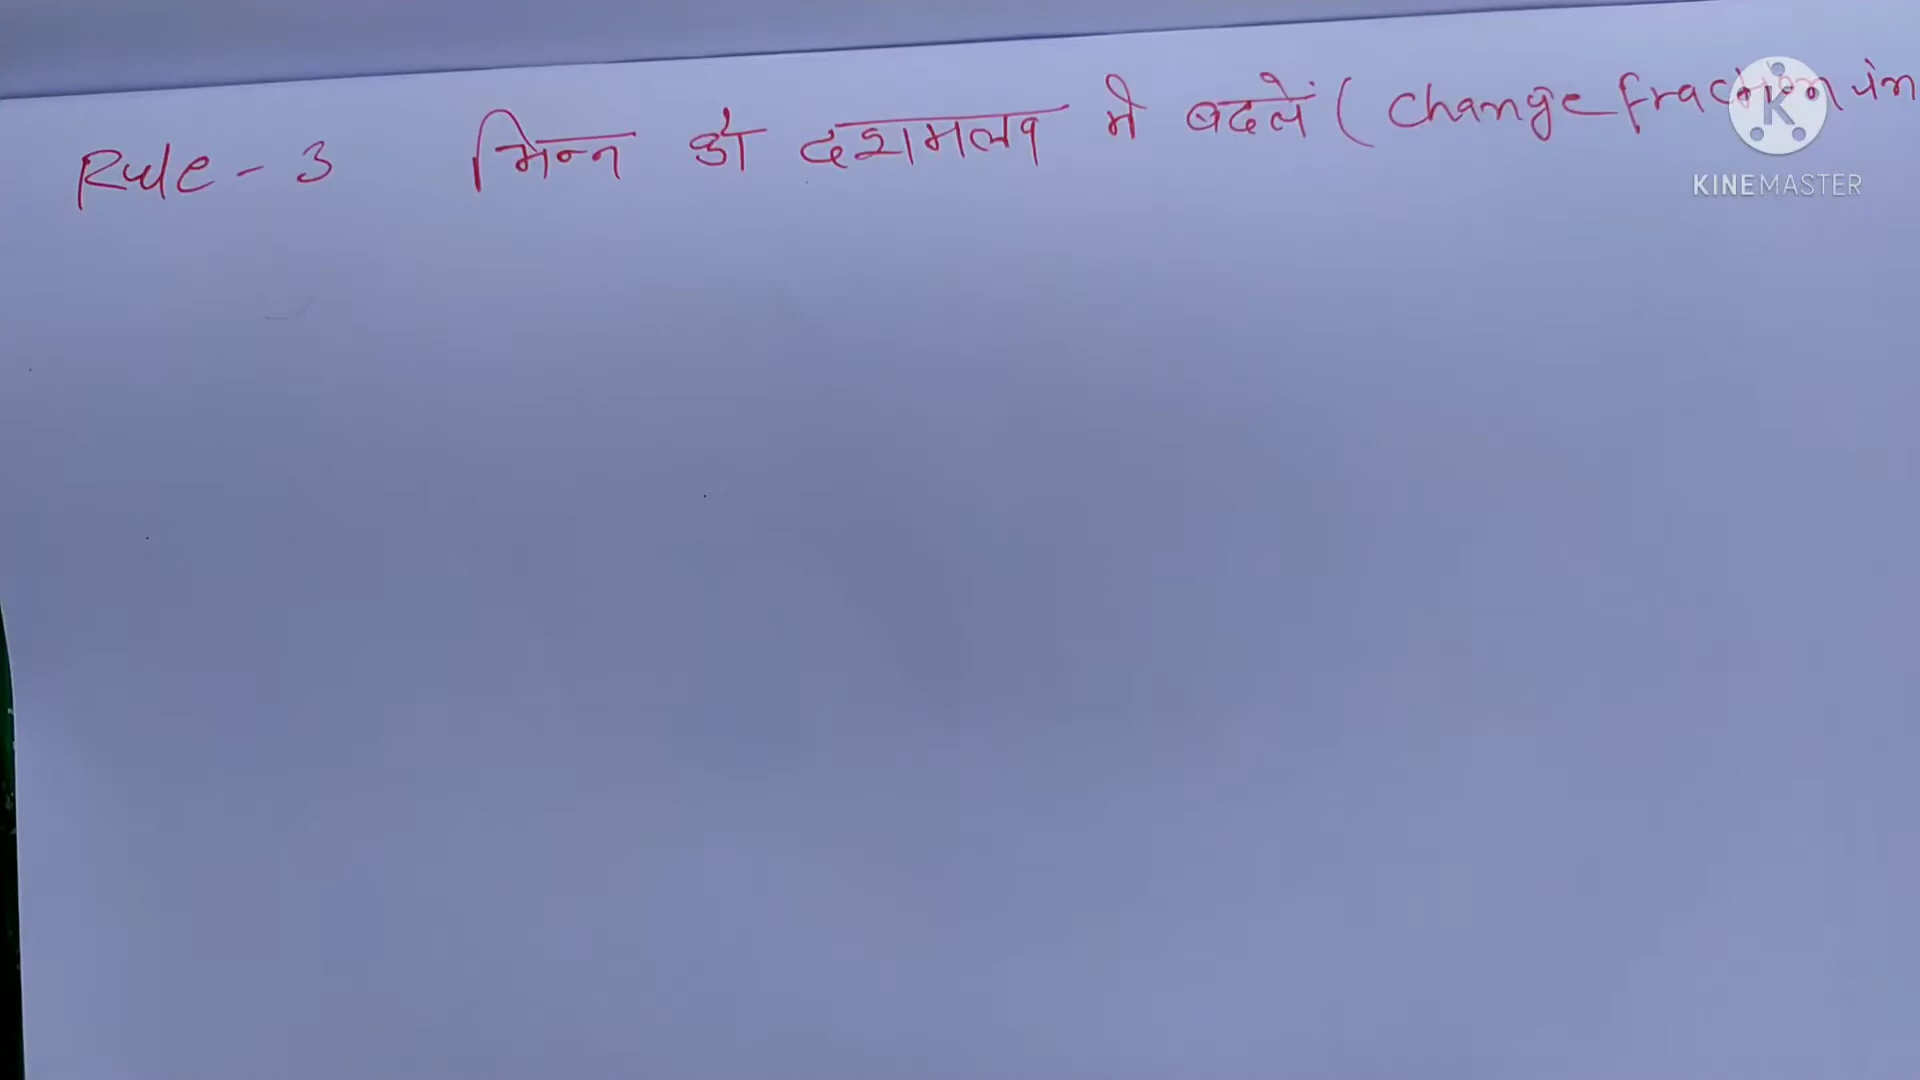 Rule - 3 भिन्न को दशमलव मे बदलें ( Change fraction in
KINEMASTER